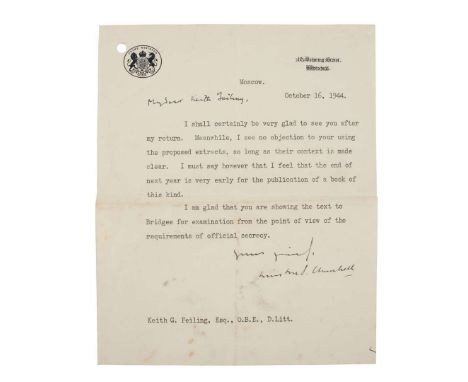 10, Downing Street,
Whitehall.
Moscow.
October 16, 1944.
My dear Keith Feiling,
I shall certainly be very glad to see you after
my return. Meanwhile, I see no objection to your using
the proposed extracts, so long as their context is made
clear. I must say however that I feel that the end of
next year is very early for the publication of a book of
this kind.
I am glad that you are showing the text to
Bridges for examination from the point of view of the
requirements of official secrecy.
Yours sincerely,
Winston S. Churchill
Keith G. Feiling, Esq., O.B.E., D.Litt.